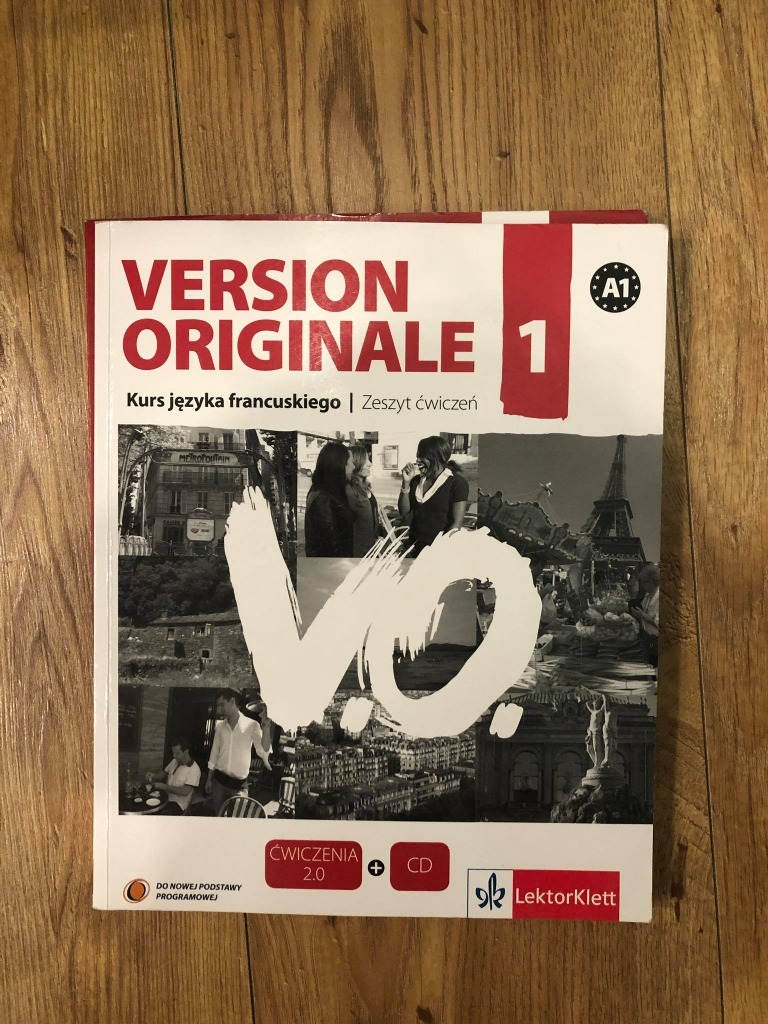 VERSION
ORIGINALE
1
A1
Kurs języka francuskiego | Zeszyt ćwiczeń
METROPOLITAIN
V.O.
ĆWICZENIA
2.0
+
CD
DO NOWEJ PODSTAWY
PROGRAMOWEJ
LektorKlett